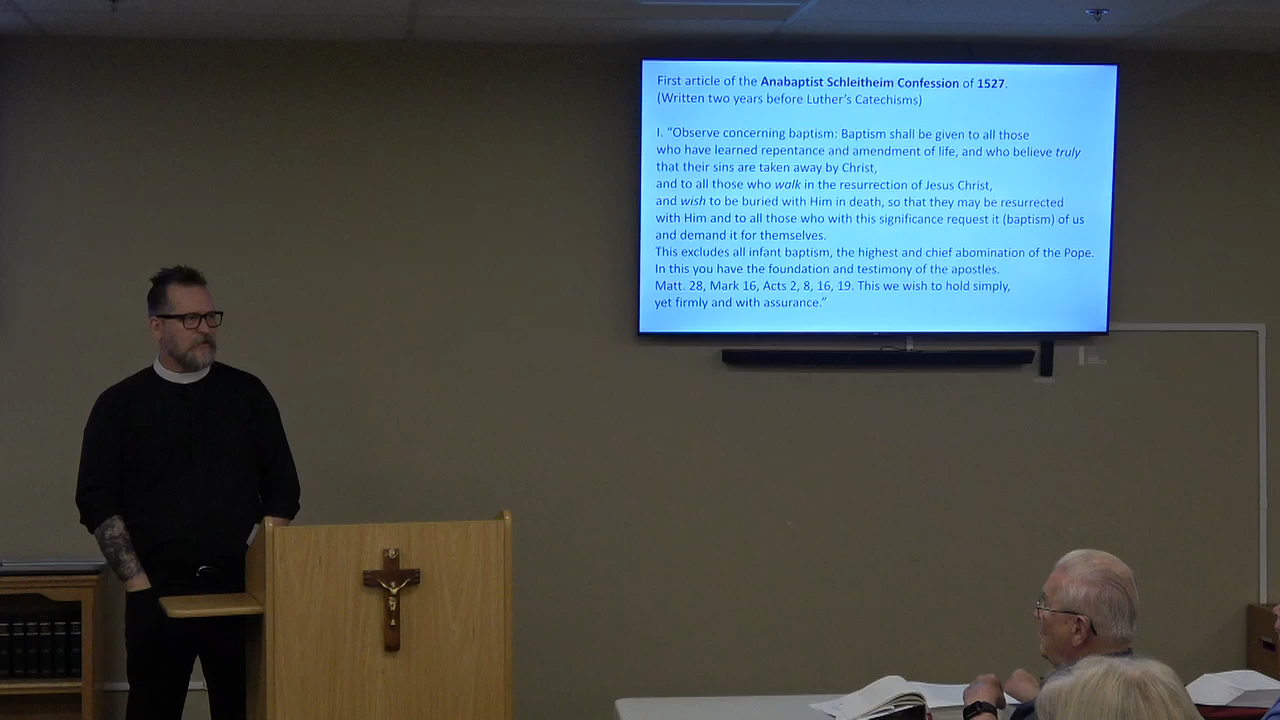 First article of the Anabaptist Schleitheim Confession of 1527.
(Written two years before Luther's Catechisms)
I. "Observe concerning baptism: Baptism shall be given to all those
who have learned repentance and amendment of life, and who believe truly
that their sins are taken away by Christ,
and to all those who walk in the resurrection of Jesus Christ,
and wish to be buried with Him in death, so that they may be resurrected
with Him and to all those who with this significance request it (baptism) of us
and demand it for themselves.
This excludes all infant baptism, the highest and chief abomination of the Pope.
In this you have the foundation and testimony of the apostles.
Matt. 28, Mark 16, Acts 2, 8, 16, 19. This we wish to hold simply,
yet firmly and with assurance."